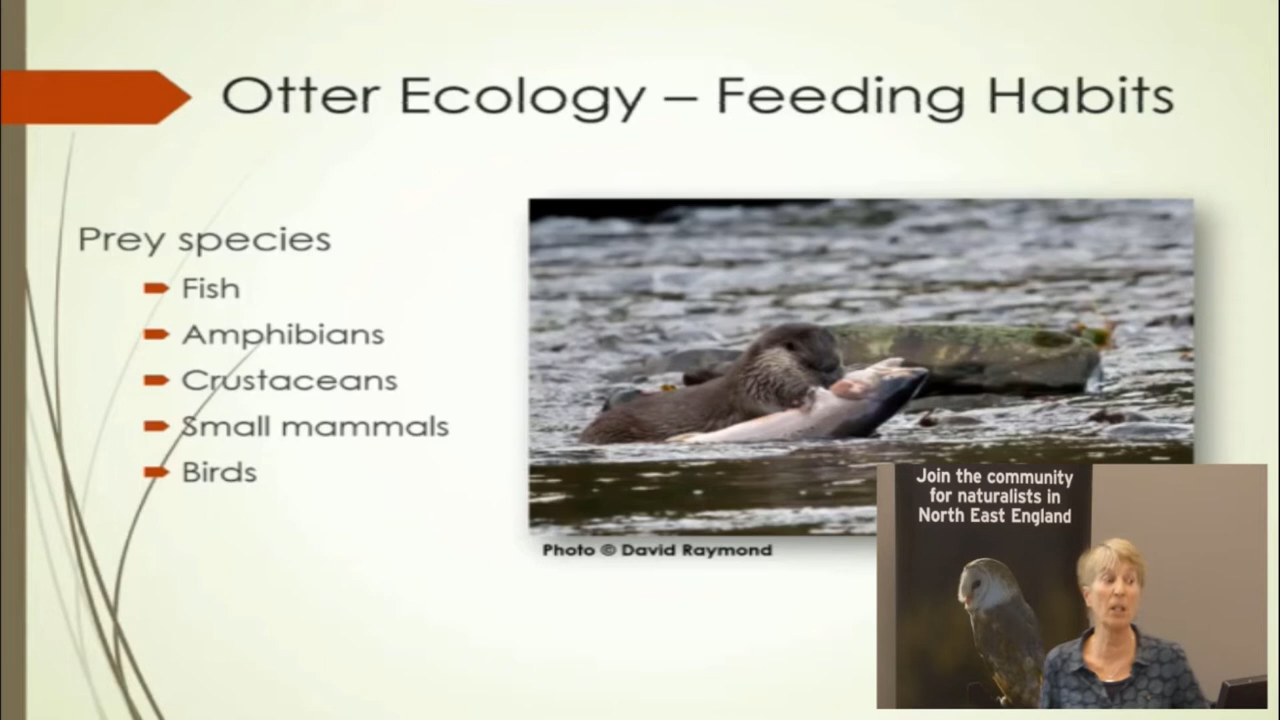 Otter Ecology – Feeding Habits
Prey species
Fish
Amphibians
Crustaceans
Small mammals
Birds
Photo © David Raymond
Join the community
for naturalists in
North East England